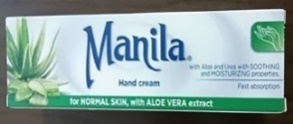 Manila®
Hand cream
with Aloe and Urea with SOOTHING
and MOISTURIZING properties.
Fast absorption
for NORMAL SKIN, with ALOE VERA extract